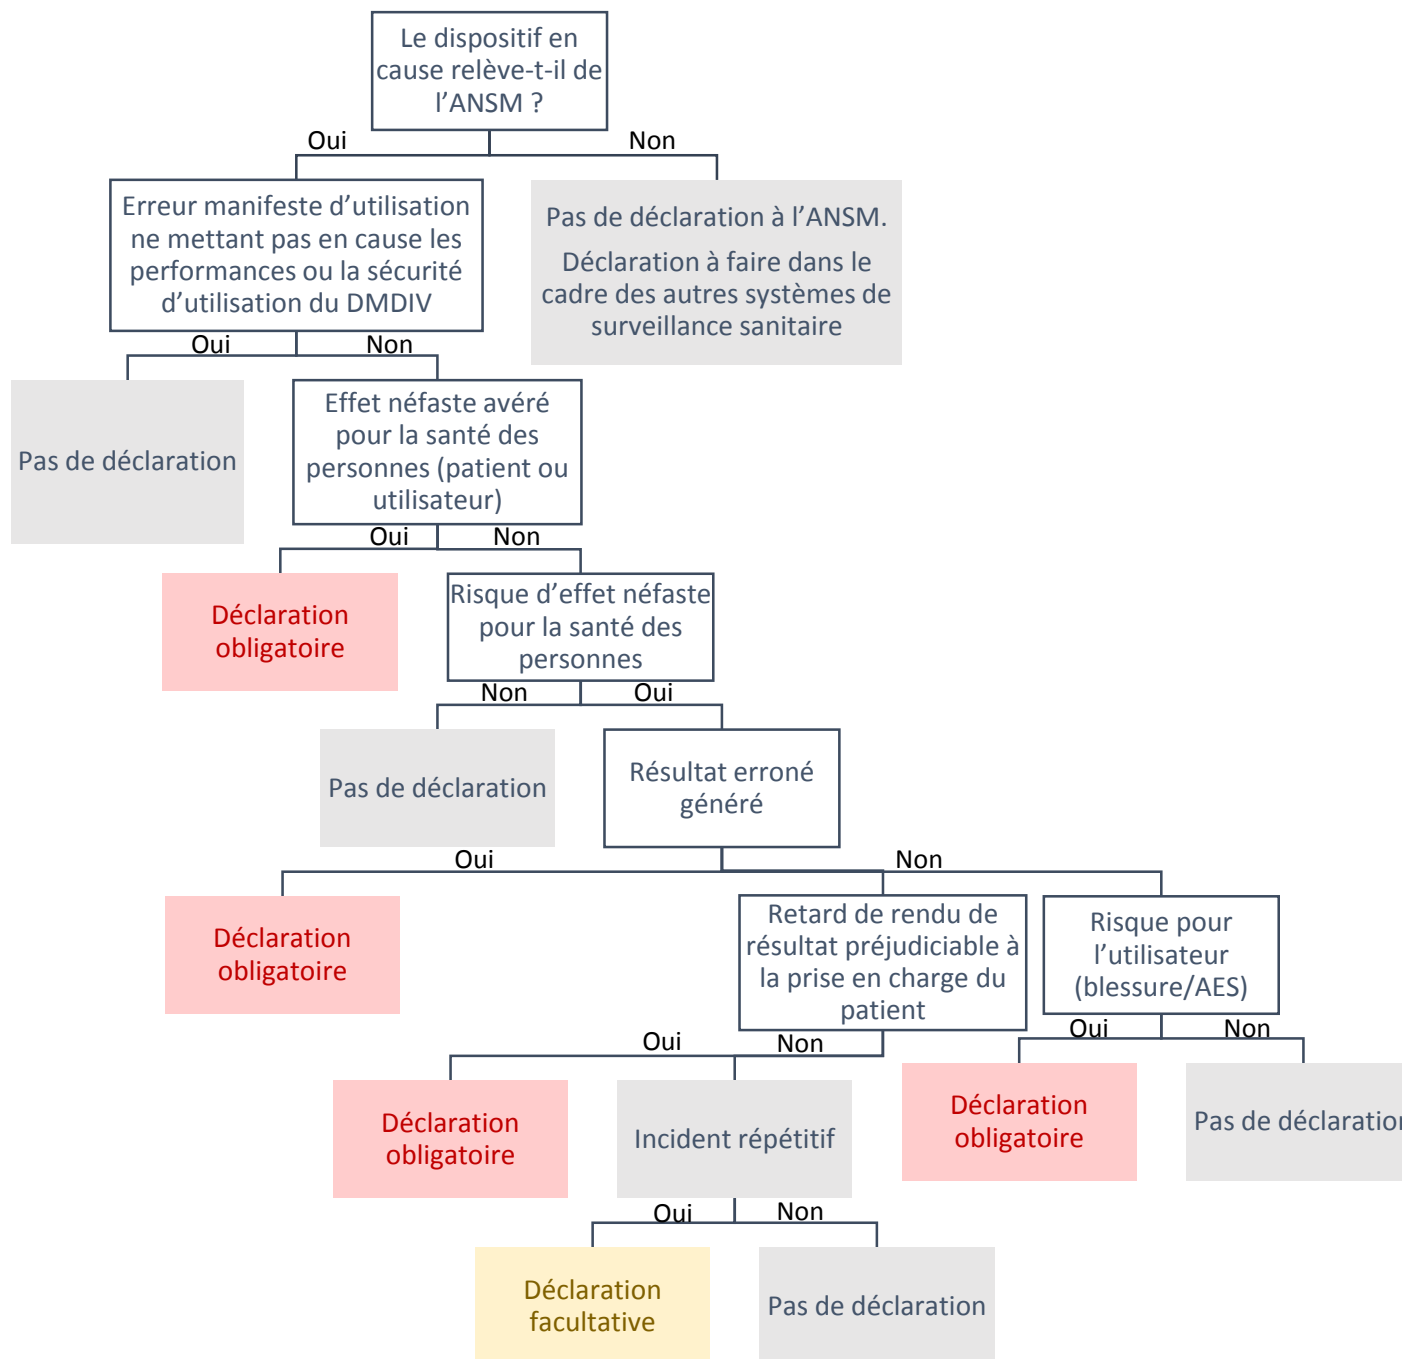 Le dispositif en
cause relève-t-il de
l’ANSM ?
Oui
Non
Erreur manifeste d’utilisation
ne mettant pas en cause les
performances ou la sécurité
d’utilisation du DMDIV
Pas de déclaration à l’ANSM.
Déclaration à faire dans le
cadre des autres systèmes de
surveillance sanitaire
Oui
Non
Pas de déclaration
Effet néfaste avéré
pour la santé des
personnes (patient ou
utilisateur)
Oui
Non
Déclaration
obligatoire
Risque d’effet néfaste
pour la santé des
personnes
Non
Oui
Pas de déclaration
Résultat erroné
généré
Oui
Non
Déclaration
obligatoire
Retard de rendu de
résultat préjudiciable à
la prise en charge du
patient
Risque pour
l’utilisateur
(blessure/AES)
Oui
Non
Oui
Non
Déclaration
obligatoire
Incident répétitif
Déclaration
obligatoire
Pas de déclaration
Oui
Non
Déclaration
facultative
Pas de déclaration